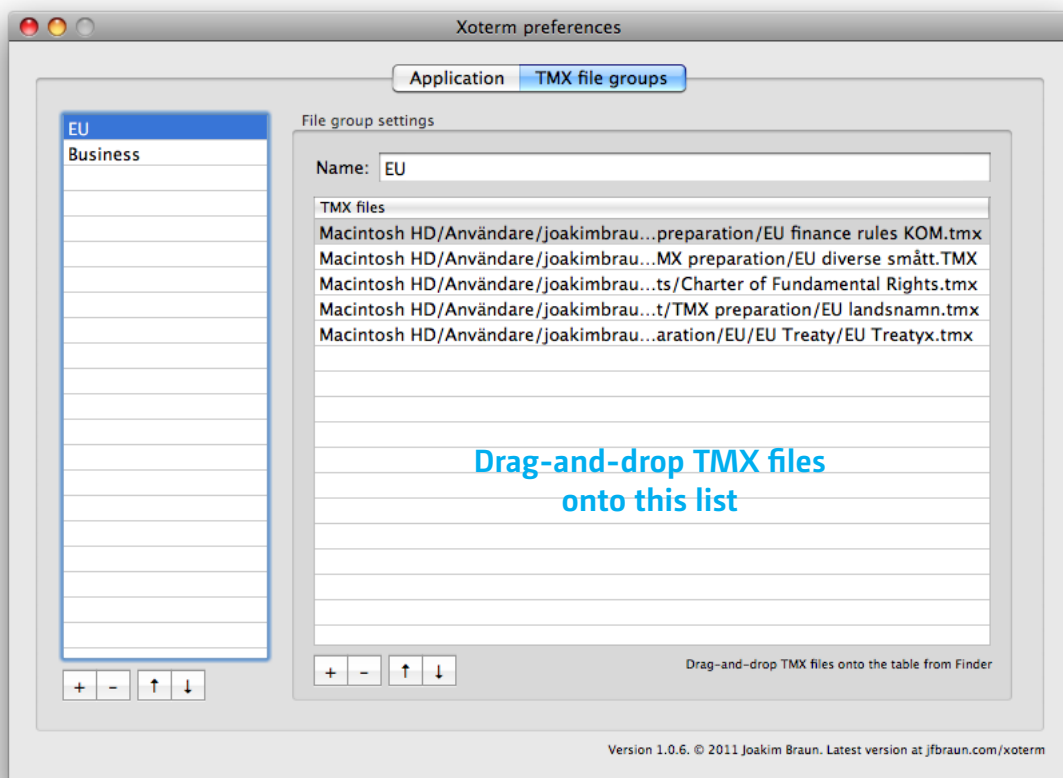 Xoterm preferences
Application
TMX file groups
EU
Business
File group settings
Name: EU
TMX files
Macintosh HD/Användare/joakimbrau...preparation/EU finance rules KOM.tmx
Macintosh HD/Användare/joakimbrau...MX preparation/EU diverse smått.TMX
Macintosh HD/Användare/joakimbrau...ts/Charter of Fundamental Rights.tmx
Macintosh HD/Användare/joakimbrau...t/TMX preparation/EU landsnamn.tmx
Macintosh HD/Användare/joakimbrau...aration/EU/EU Treaty/EU Treatyx.tmx
Drag-and-drop TMX files
onto this list
+ - ↑ ↓
+ - ↑ ↓
Drag-and-drop TMX files onto the table from Finder
Version 1.0.6. © 2011 Joakim Braun. Latest version at jfbraun.com/xoterm